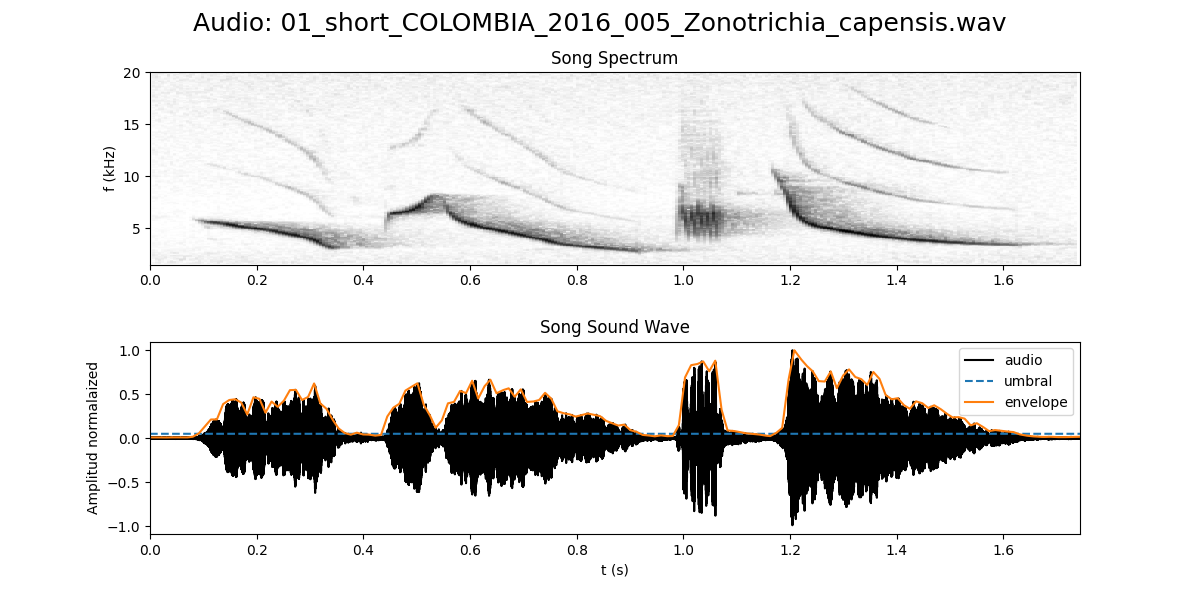 Audio: 01_short_COLOMBIA_2016_005_Zonotrichia_capensis.wav
Song Spectrum
20
15
10
5
f (kHz)
0.0 0.2 0.4 0.6 0.8 1.0 1.2 1.4 1.6
Song Sound Wave
1.0
0.5
0.0
−0.5
−1.0
Amplitud normalarized
audio
umbral
envelope
0.0 0.2 0.4 0.6 0.8 1.0 1.2 1.4 1.6
t (s)